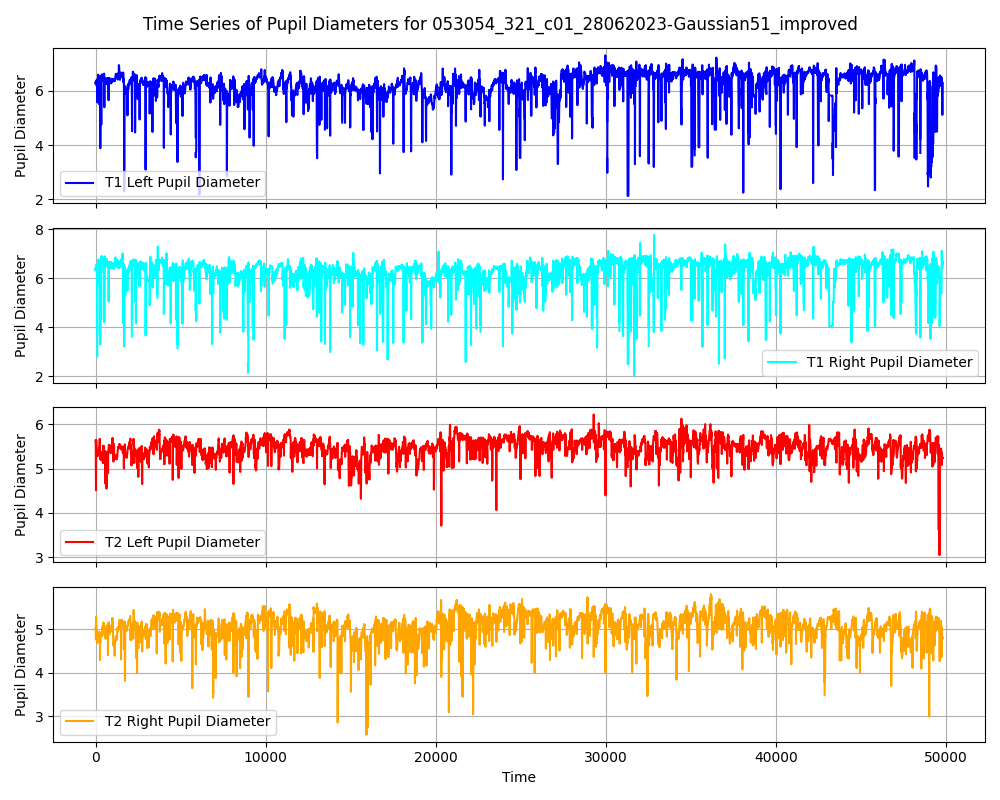 Time Series of Pupil Diameters for 053054_321_c01_28062023-Gaussian51_improved
Pupil Diameter
6
4
2
T1 Left Pupil Diameter
Pupil Diameter
8
6
4
2
T1 Right Pupil Diameter
Pupil Diameter
6
5
4
3
T2 Left Pupil Diameter
Pupil Diameter
5
4
3
T2 Right Pupil Diameter
0 10000 20000 30000 40000 50000
Time